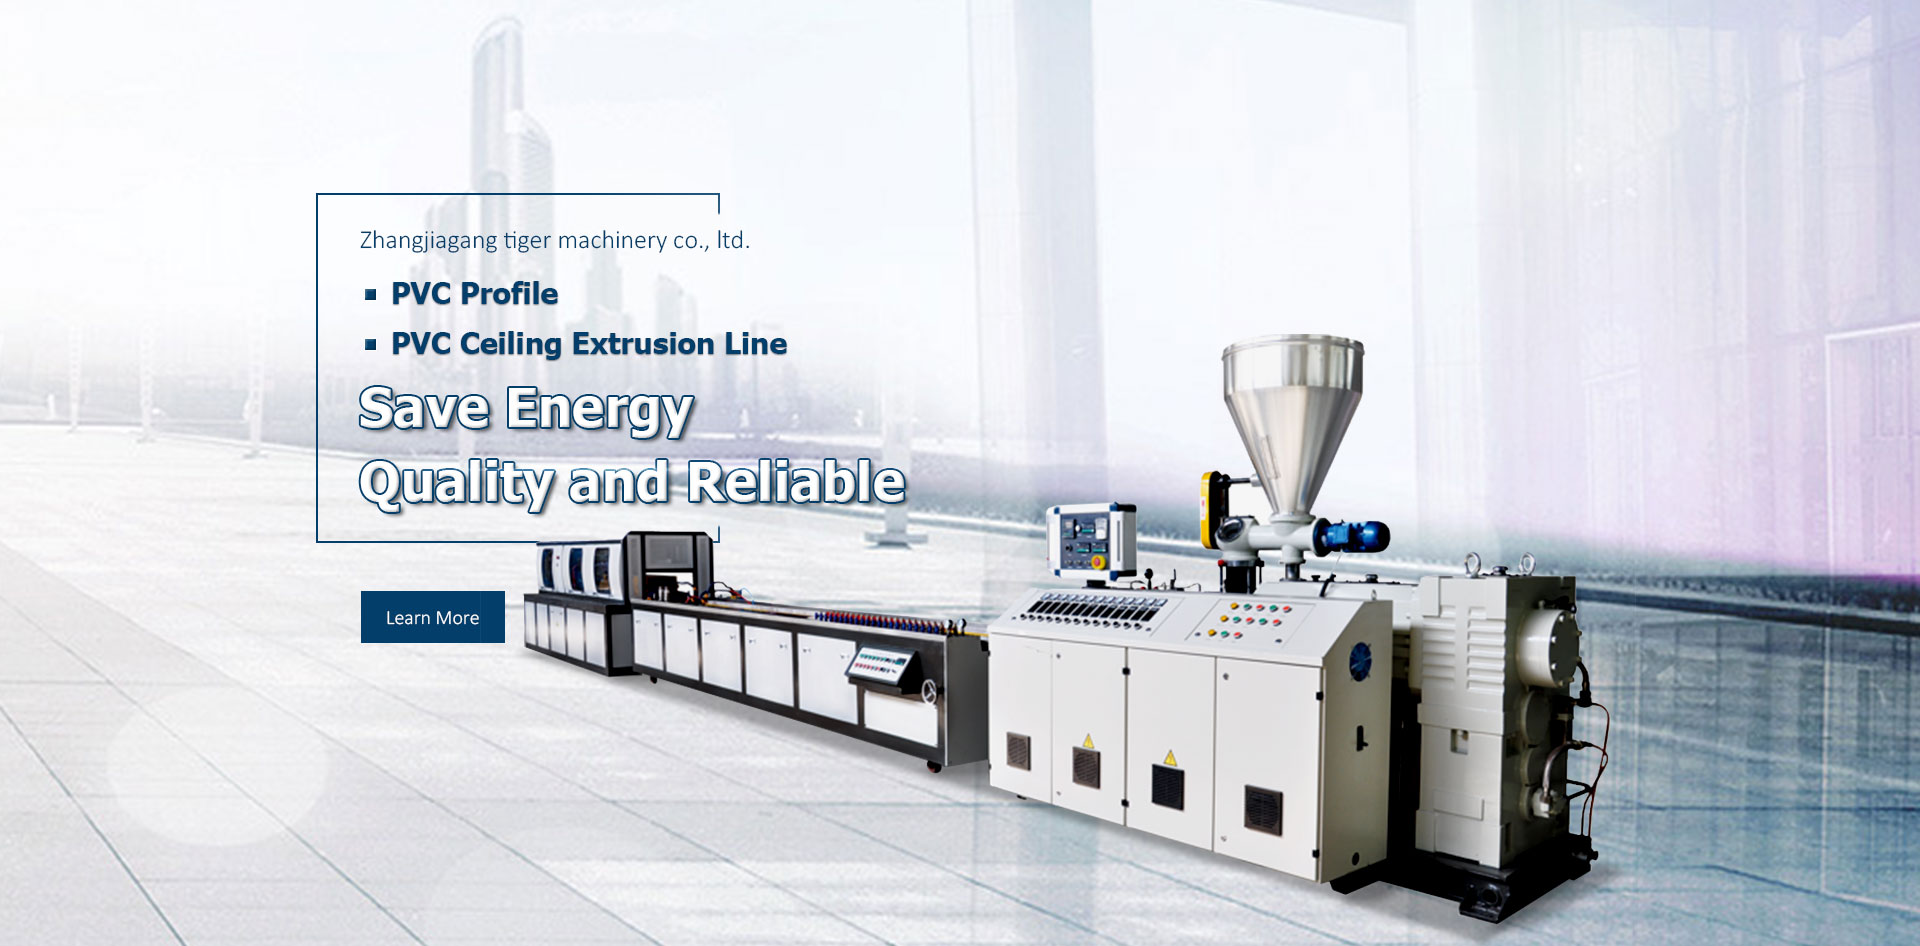 Zhangjiagang tiger machinery co., ltd.
▪ PVC Profile
▪ PVC Ceiling Extrusion Line
Save Energy
Quality and Reliable
Learn More